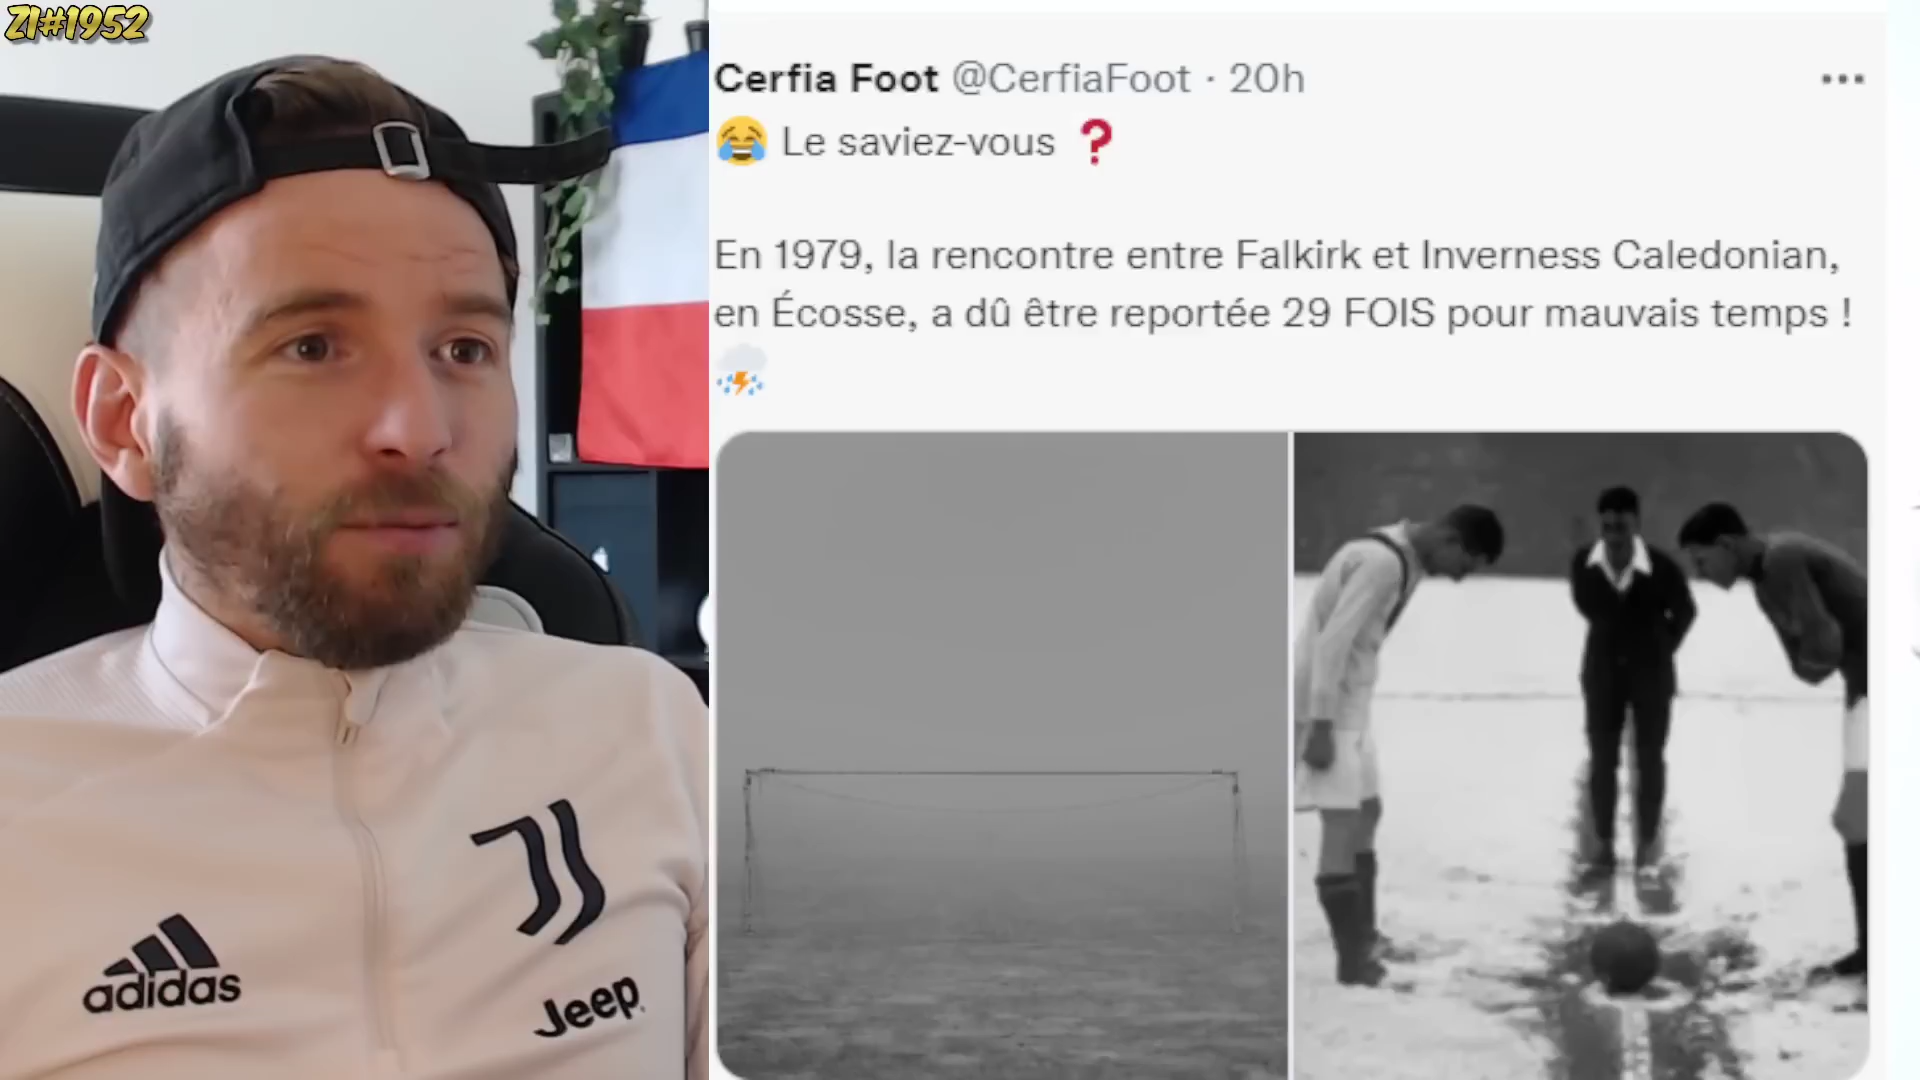 ZI#1952
Cerfia Foot @CerfiaFoot · 20h
😂 Le saviez-vous ❓
En 1979, la rencontre entre Falkirk et Inverness Caledonian,
en Écosse, a dû être reportée 29 FOIS pour mauvais temps !
⛈️
adidas
Jeep